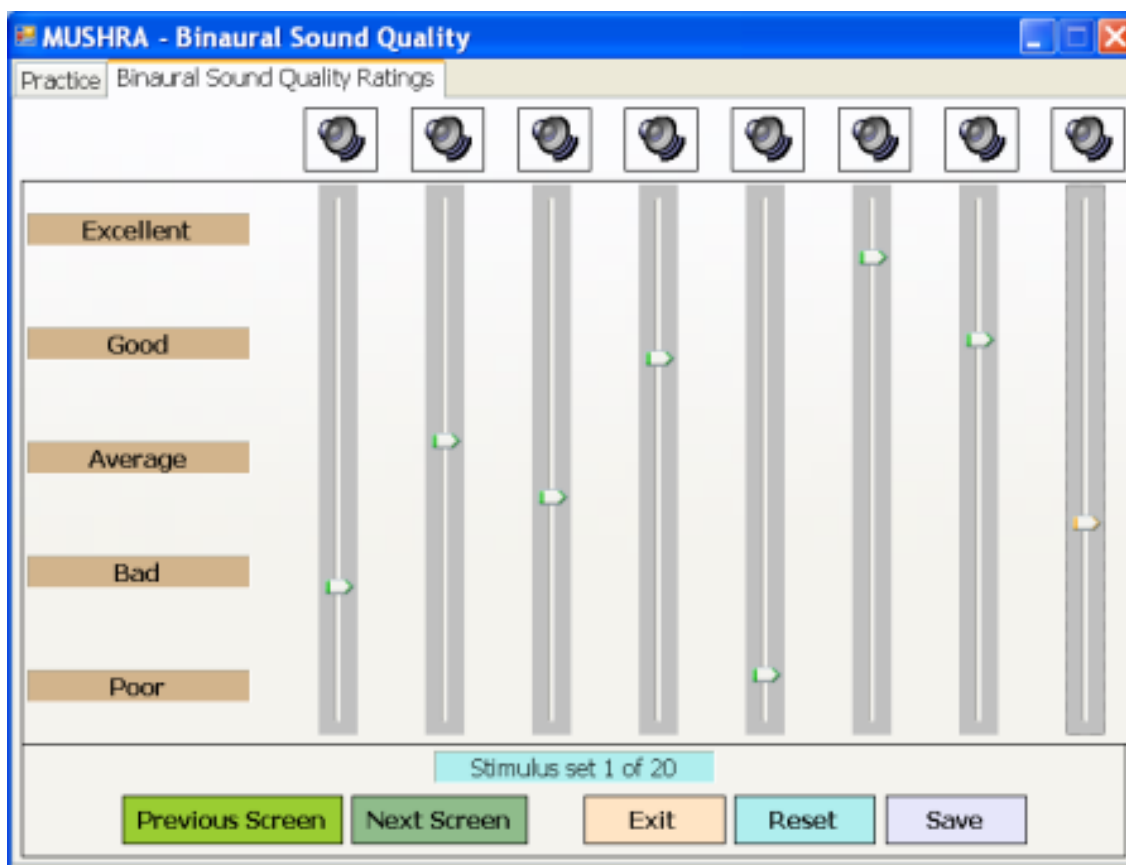 MUSHRA - Binaural Sound Quality
Practice
Binaural Sound Quality Ratings
Excellent
Good
Average
Bad
Poor
Stimulus set 1 of 20
Previous Screen
Next Screen
Exit
Reset
Save